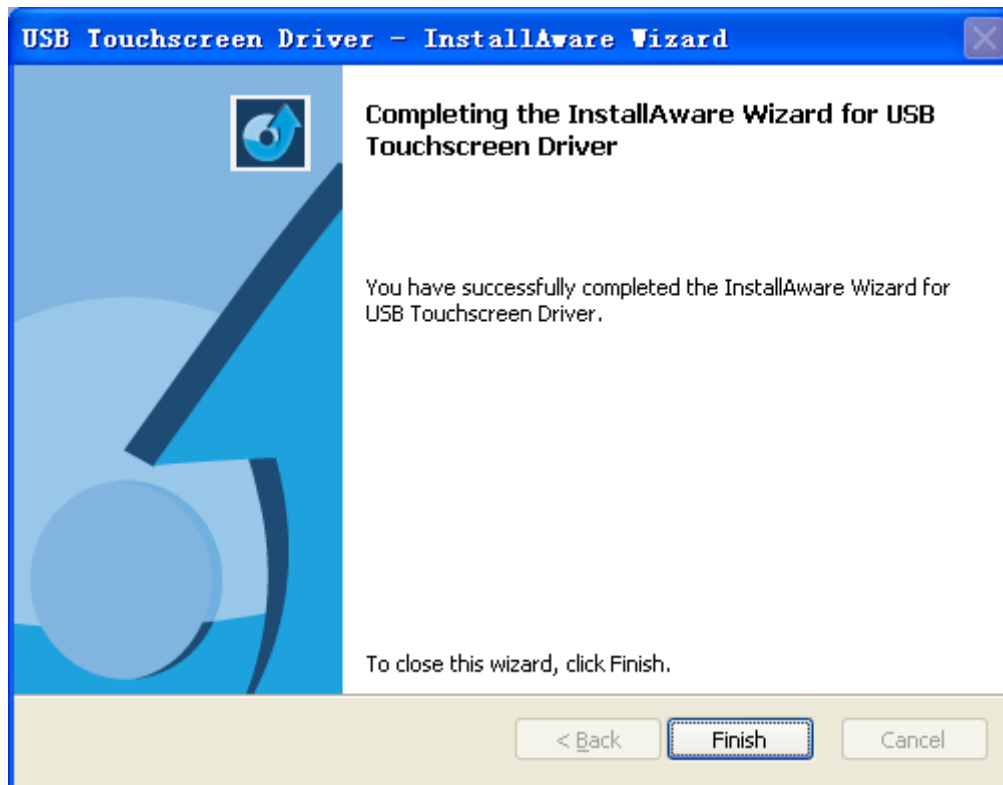 USB Touchscreen Driver - InstallAware Wizard
Completing the InstallAware Wizard for USB
Touchscreen Driver
You have successfully completed the InstallAware Wizard for
USB Touchscreen Driver.
To close this wizard, click Finish.
< Back
Finish
Cancel